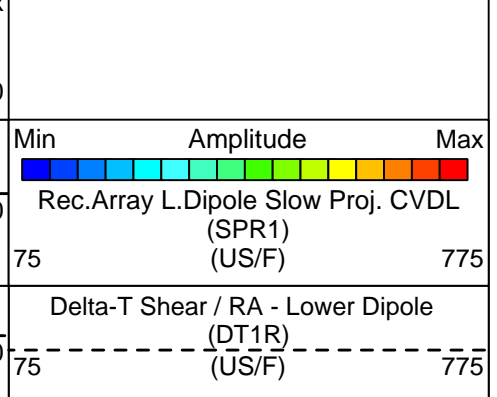 Min Amplitude Max
Rec.Array L.Dipole Slow Proj. CVDL
(SPR1)
75 (US/F) 775
Delta-T Shear / RA - Lower Dipole
(DT1R)
75 (US/F) 775